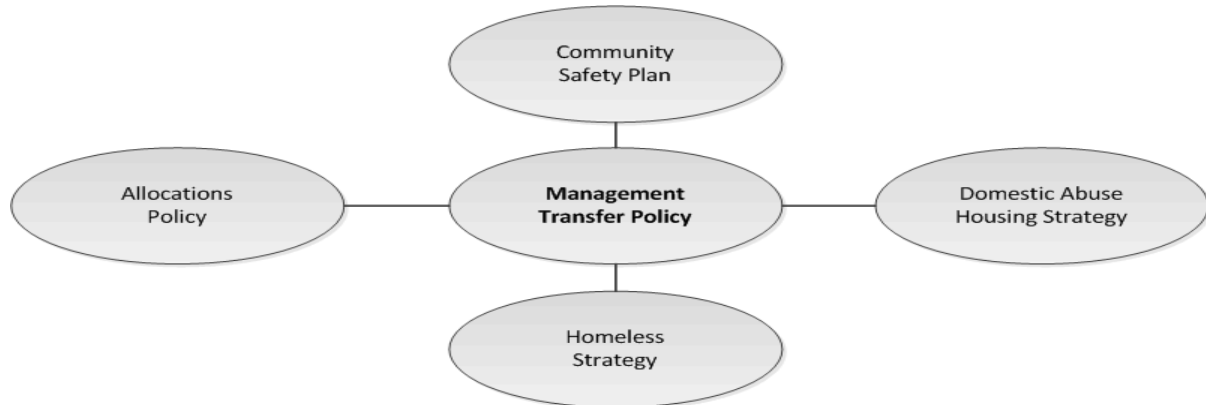 Community
Safety Plan
Allocations
Policy
Management
Transfer Policy
Domestic Abuse
Housing Strategy
Homeless
Strategy